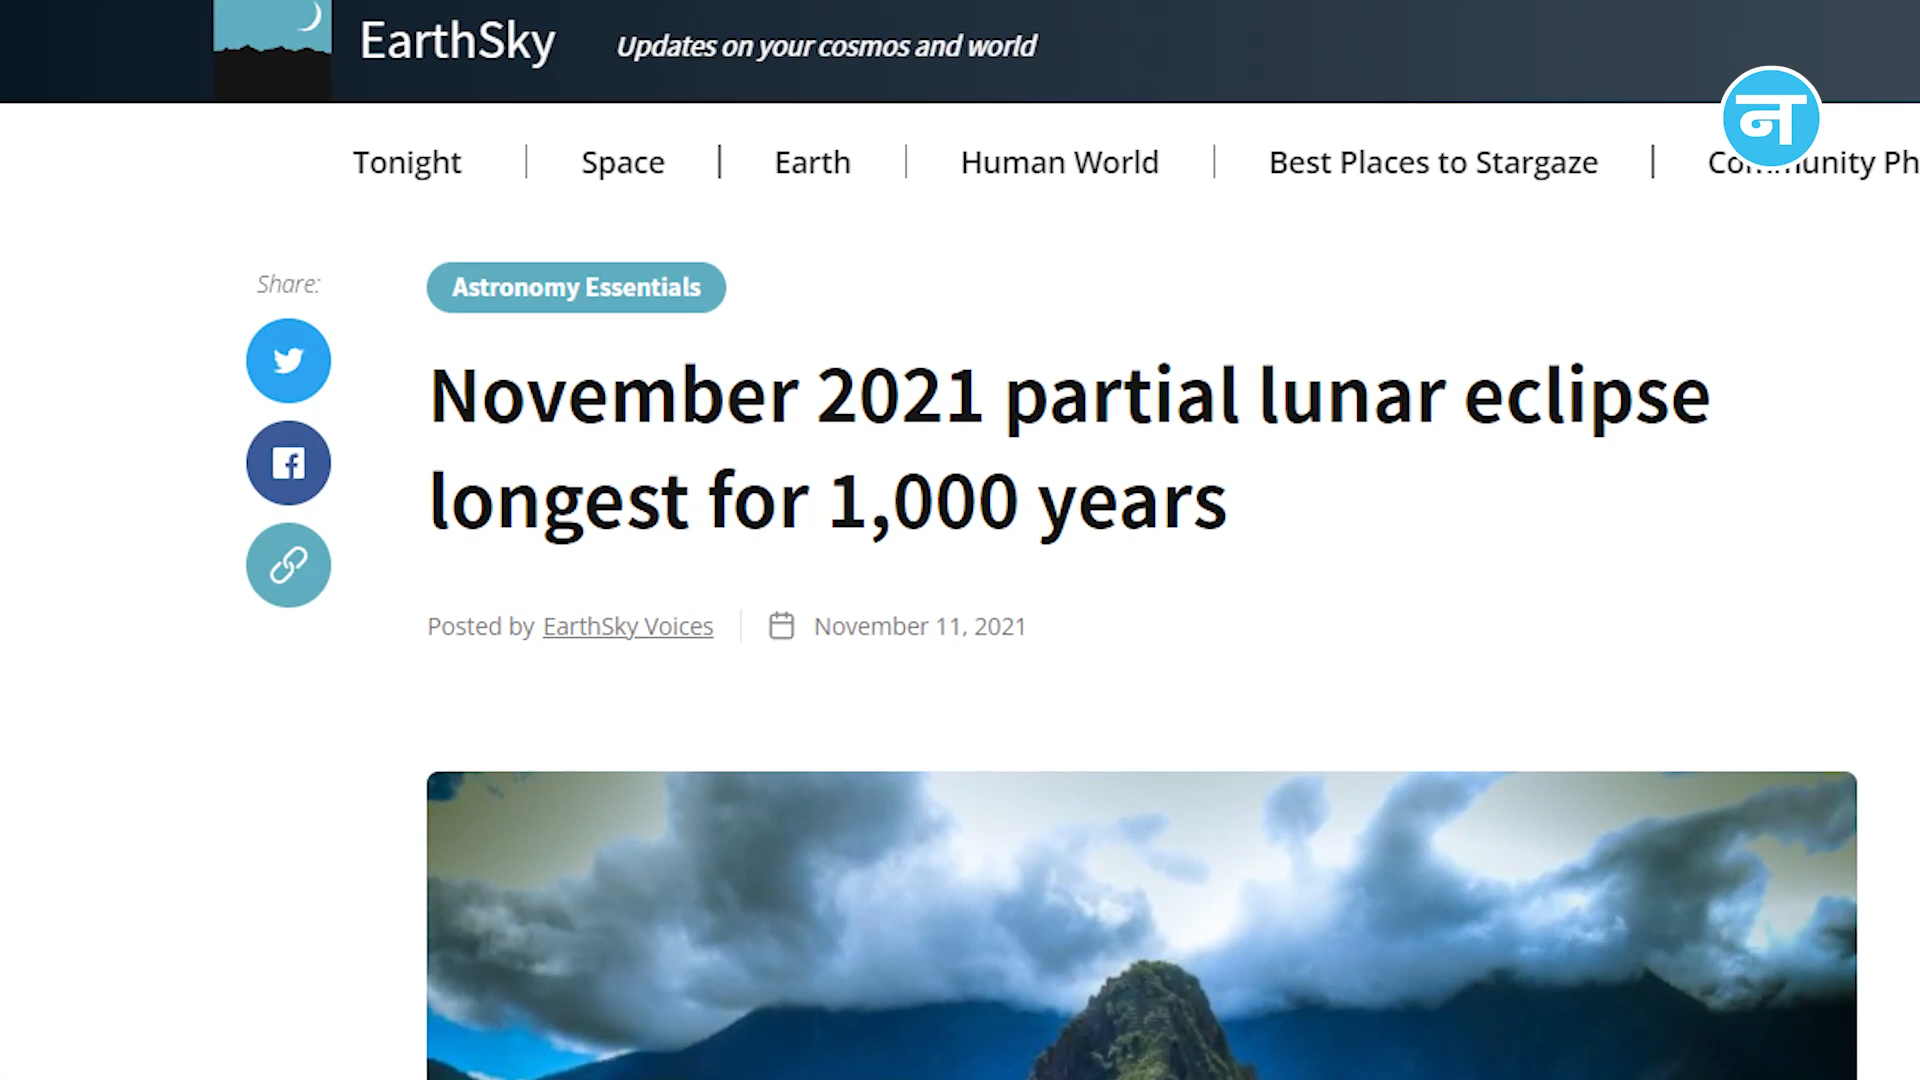 EarthSky
Updates on your cosmos and world
न
Tonight | Space | Earth | Human World | Best Places to Stargaze |
Share:
Astronomy Essentials
November 2021 partial lunar eclipse
longest for 1,000 years
Posted by EarthSky Voices
November 11, 2021